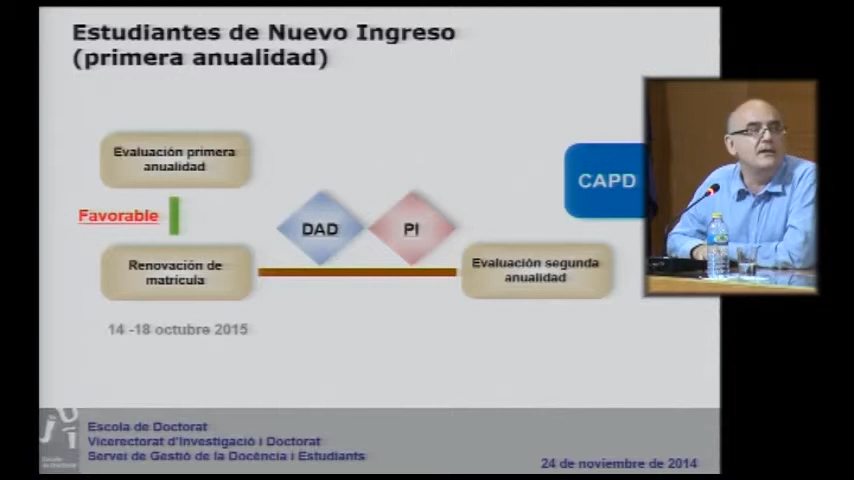 Estudiantes de Nuevo Ingreso
(primera anualidad)
Evaluación primera
anualidad
CAPD
Favorable
DAD
PI
Renovación de
matrícula
Evaluación segunda
anualidad
14 -18 octubre 2015
Escola de Doctorat
Vicerectorat d'Investigació i Doctorat
Servei de Gestió de la Docència i Estudiants
24 de noviembre de 2014